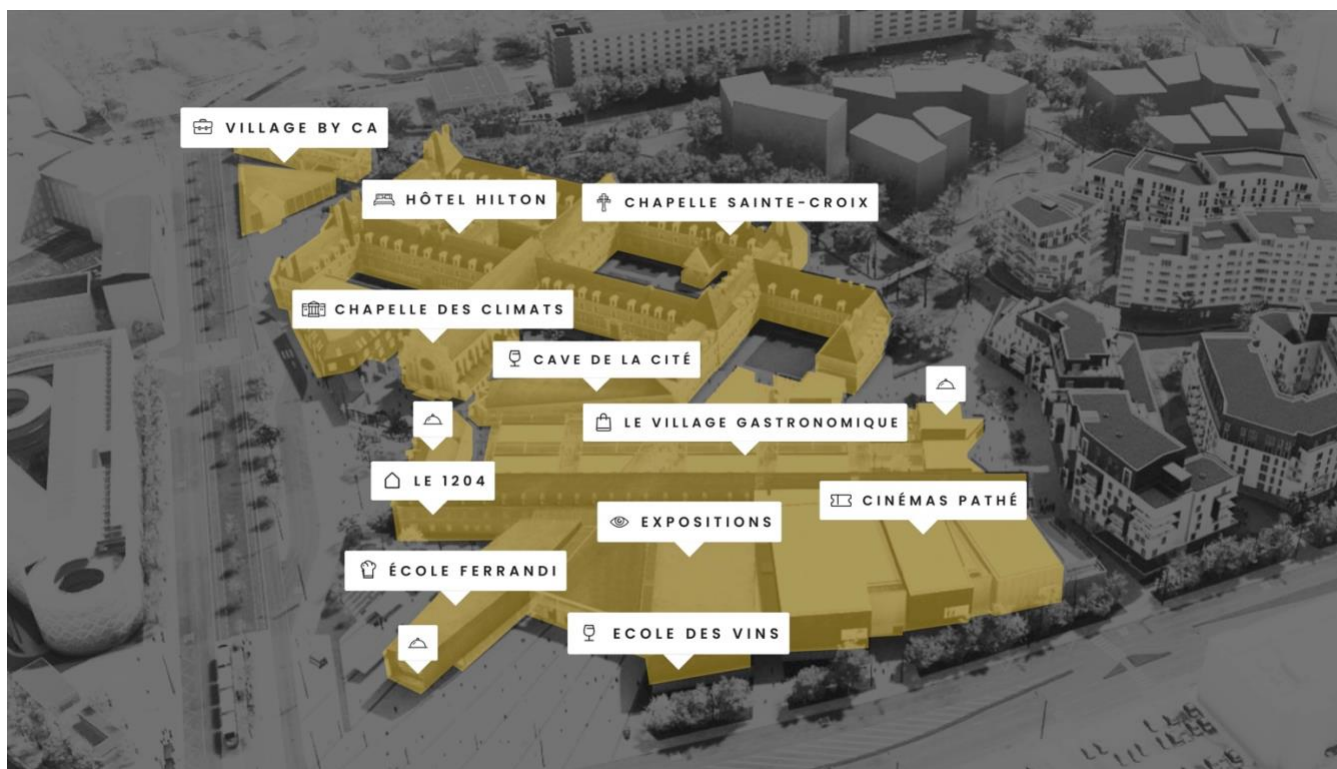 VILLAGE BY CA
HÔTEL HILTON
CHAPELLE SAINTE-CROIX
CHAPELLE DES CLIMATS
CAVE DE LA CITÉ
LE VILLAGE GASTRONOMIQUE
LE 1204
CINÉMAS PATHÉ
EXPOSITIONS
ÉCOLE FERRANDI
ECOLE DES VINS